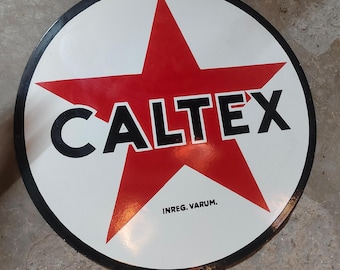 CALTEX
INREG. VARUM.